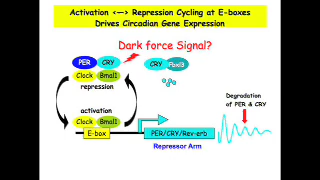 Activation <—> Repression Cycling at E-boxes
Drives Circadian Gene Expression
Dark force Signal?
PER CRY
CRY Fbxl3
Clock Bmal1
repression
Degradation
of PER & CRY
activation
Clock Bmal1
E-box
PER/CRY/Rev-erb
Repressor Arm